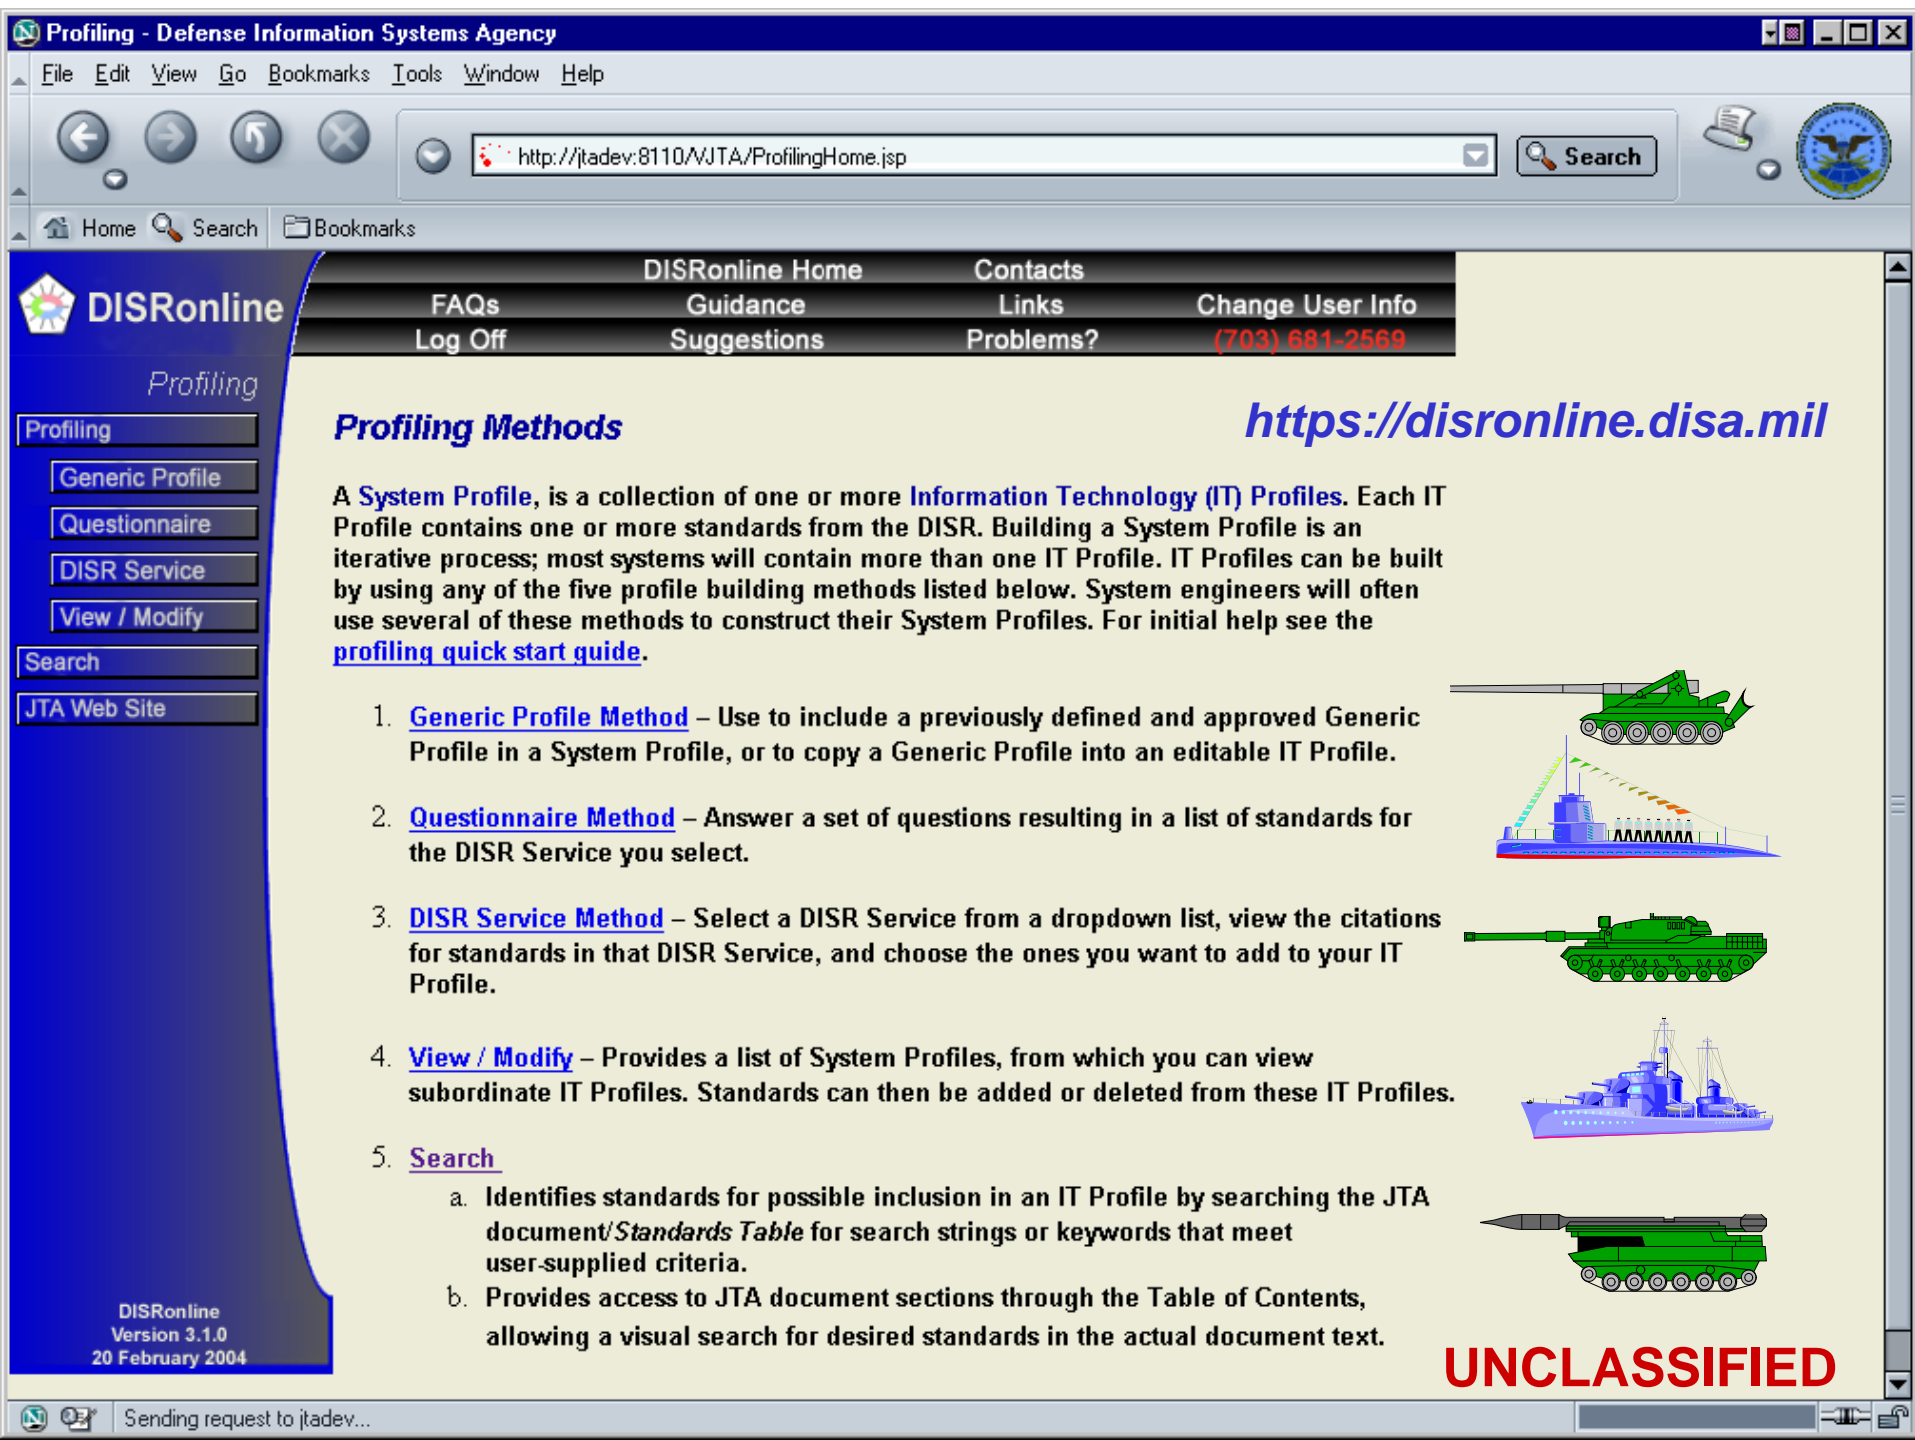 Profiling - Defense Information Systems Agency
File Edit View Go Bookmarks Tools Window Help
http://jtadev:8110/VJTA/ProfilingHome.jsp
Search
Home Search Bookmarks
DISRonline
DISRonline Home Contacts
FAQs Guidance Links Change User Info
Log Off Suggestions Problems? (703) 681-2569
Profiling
Profiling
Generic Profile
Questionnaire
DISR Service
View / Modify
Search
JTA Web Site
DISRonline
Version 3.1.0
20 February 2004
Profiling Methods
https://disronline.disa.mil
A System Profile, is a collection of one or more Information Technology (IT) Profiles. Each IT
Profile contains one or more standards from the DISR. Building a System Profile is an
iterative process; most systems will contain more than one IT Profile. IT Profiles can be built
by using any of the five profile building methods listed below. System engineers will often
use several of these methods to construct their System Profiles. For initial help see the
profiling quick start guide.
1. Generic Profile Method – Use to include a previously defined and approved Generic
Profile in a System Profile, or to copy a Generic Profile into an editable IT Profile.
2. Questionnaire Method – Answer a set of questions resulting in a list of standards for
the DISR Service you select.
3. DISR Service Method – Select a DISR Service from a dropdown list, view the citations
for standards in that DISR Service, and choose the ones you want to add to your IT
Profile.
4. View / Modify – Provides a list of System Profiles, from which you can view
subordinate IT Profiles. Standards can then be added or deleted from these IT Profiles.
5. Search
a. Identifies standards for possible inclusion in an IT Profile by searching the JTA
document/Standards Table for search strings or keywords that meet
user-supplied criteria.
b. Provides access to JTA document sections through the Table of Contents,
allowing a visual search for desired standards in the actual document text.
UNCLASSIFIED
Sending request to jtadev...